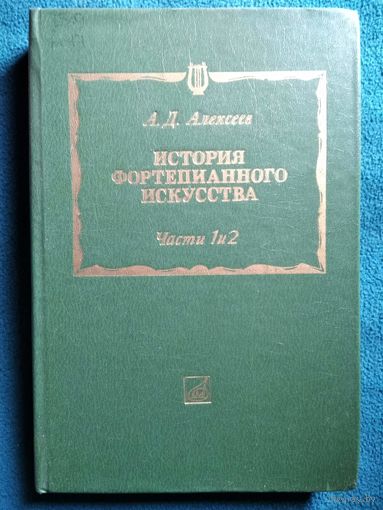 А. Д. Алексеев
ИСТОРИЯ
ФОРТЕПИАННОГО
ИСКУССТВА
Части 1 и 2